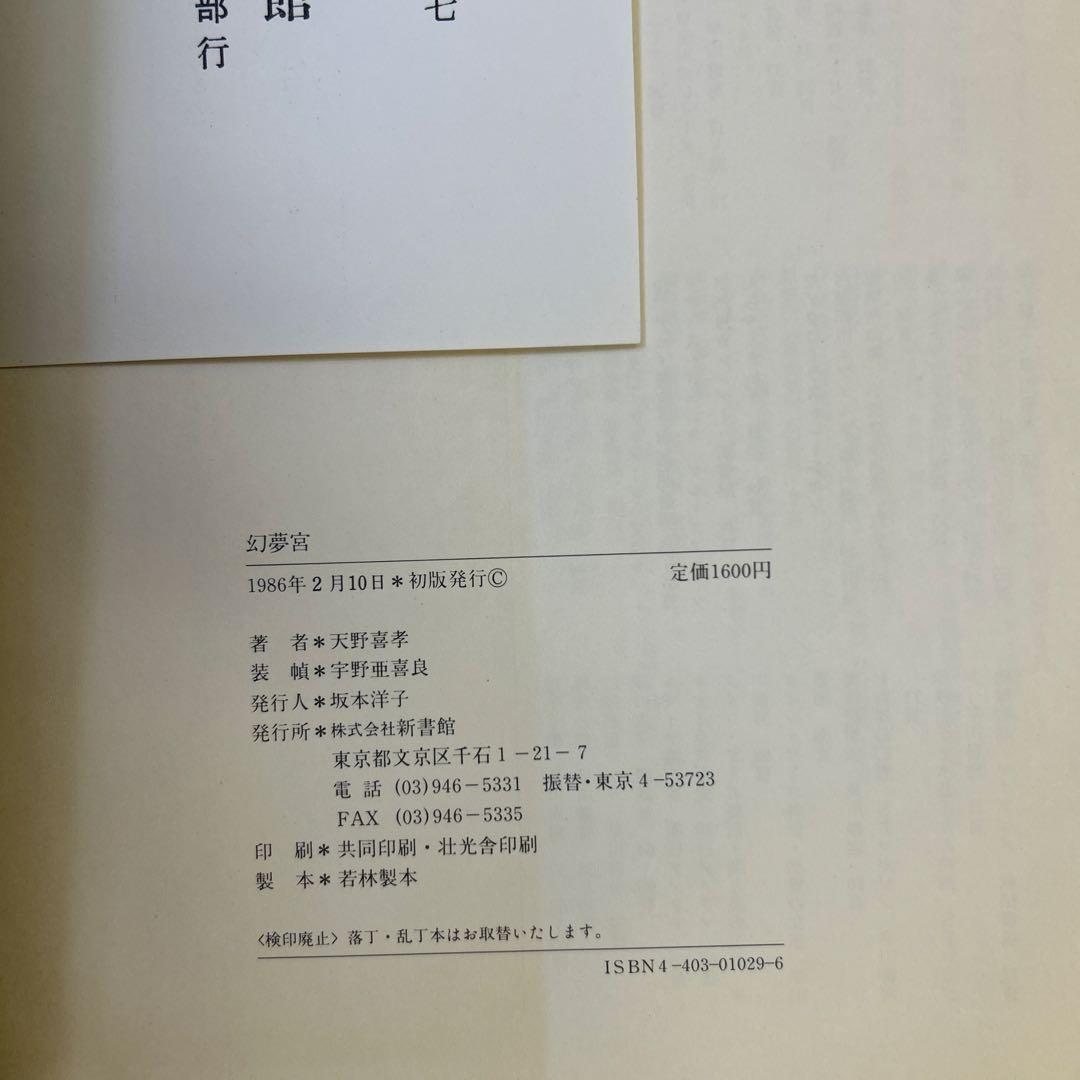 七
館
部
行
幻夢宮
1986年2月10日＊初版発行©
定価1600円
著　者＊天野喜孝
装　幀＊宇野亜喜良
発行人＊坂本洋子
発行所＊株式会社新書館
東京都文京区千石1－21－7
電 話 (03)946－5331　振替・東京4－53723
FAX (03)946－5335
印　刷＊共同印刷・壮光舎印刷
製　本＊若林製本
〈検印廃止〉落丁・乱丁本はお取替いたします。
ISBN4－403－01029－6